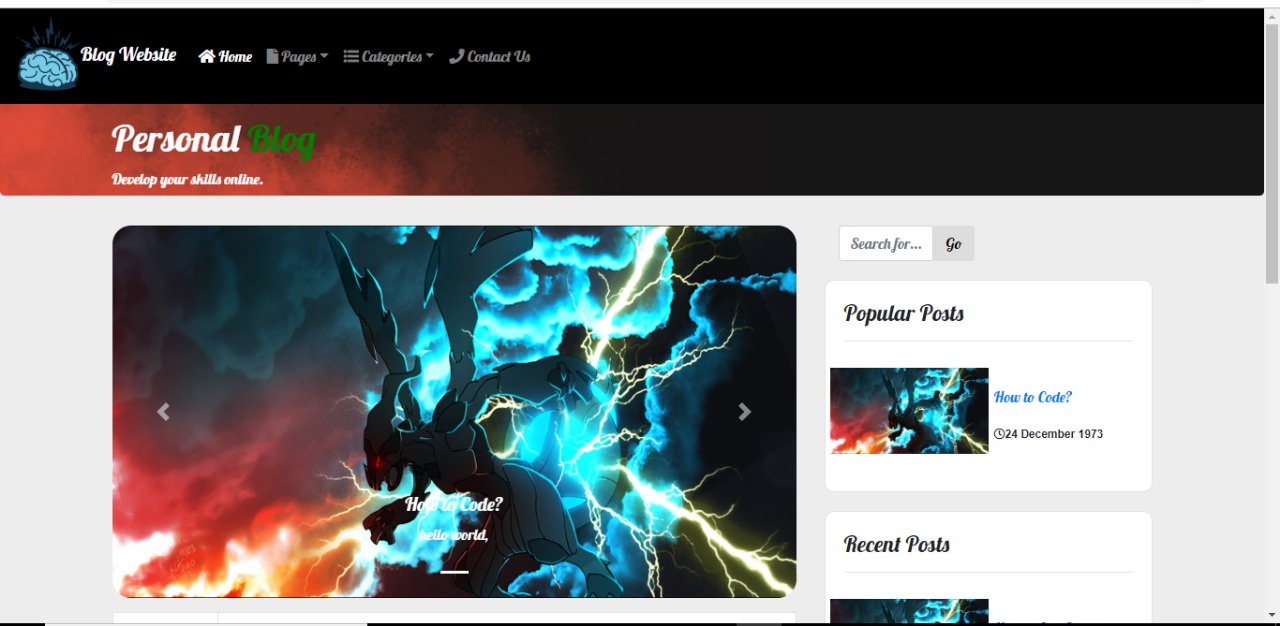 Blog Website Home Pages Categories Contact Us
Personal Blog
Develop your skills online.
Search for... Go
How to Code?
hello world,
Popular Posts
How to Code?
24 December 1973
Recent Posts